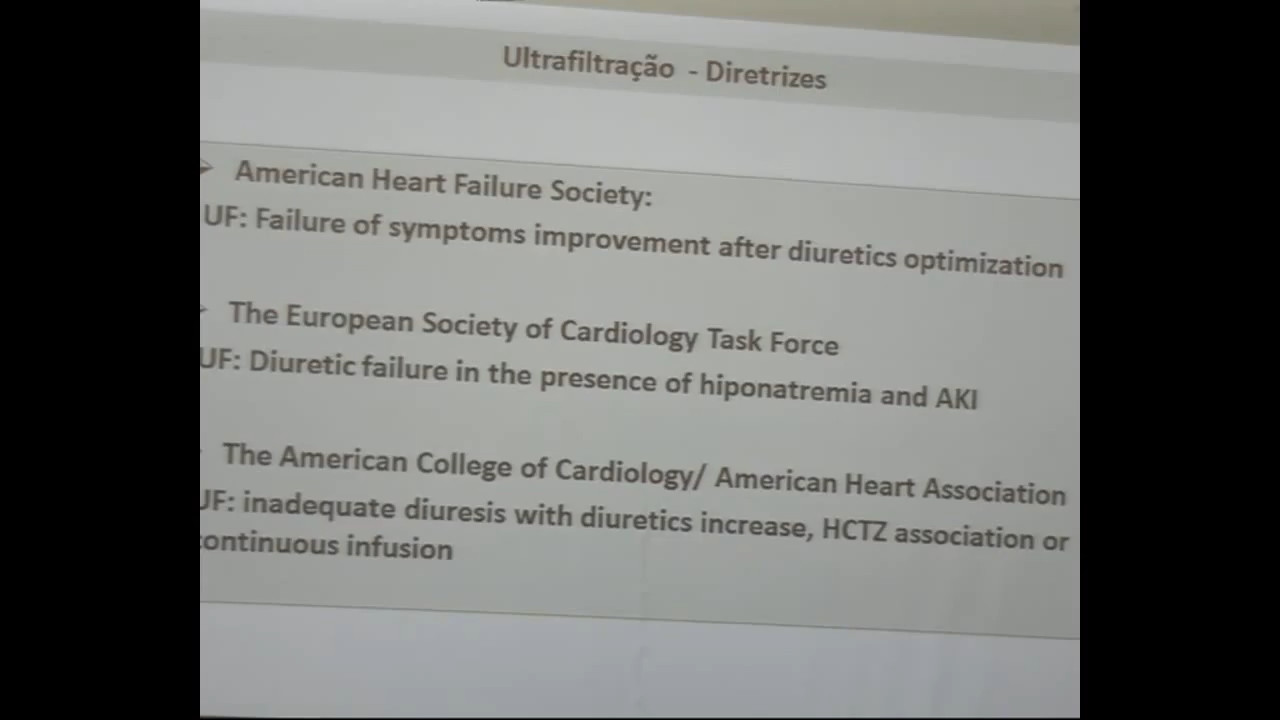 Ultrafiltração - Diretrizes
American Heart Failure Society:
UF: Failure of symptoms improvement after diuretics optimization
The European Society of Cardiology Task Force
UF: Diuretic failure in the presence of hiponatremia and AKI
The American College of Cardiology/ American Heart Association
UF: inadequate diuresis with diuretics increase, HCTZ association or
continuous infusion